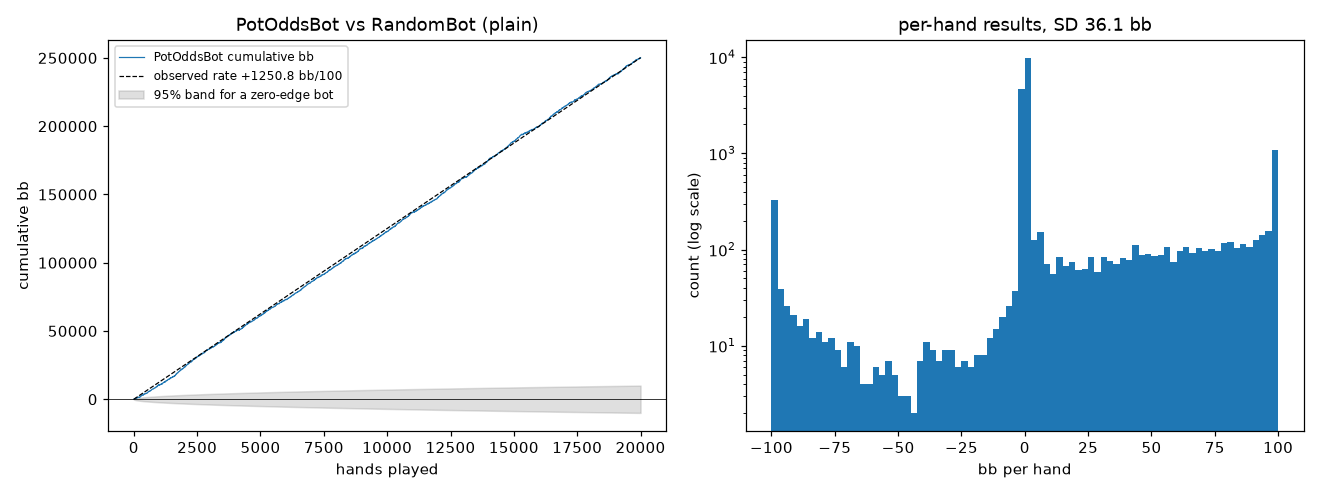 PotOddsBot vs RandomBot (plain)
PotOddsBot cumulative bb
observed rate +1250.8 bb/100
95% band for a zero-edge bot
250000
200000
150000
100000
50000
0
cumulative bb
0 2500 5000 7500 10000 12500 15000 17500 20000
hands played
per-hand results, SD 36.1 bb
10⁴
10³
10²
10¹
count (log scale)
−100 −75 −50 −25 0 25 50 75 100
bb per hand